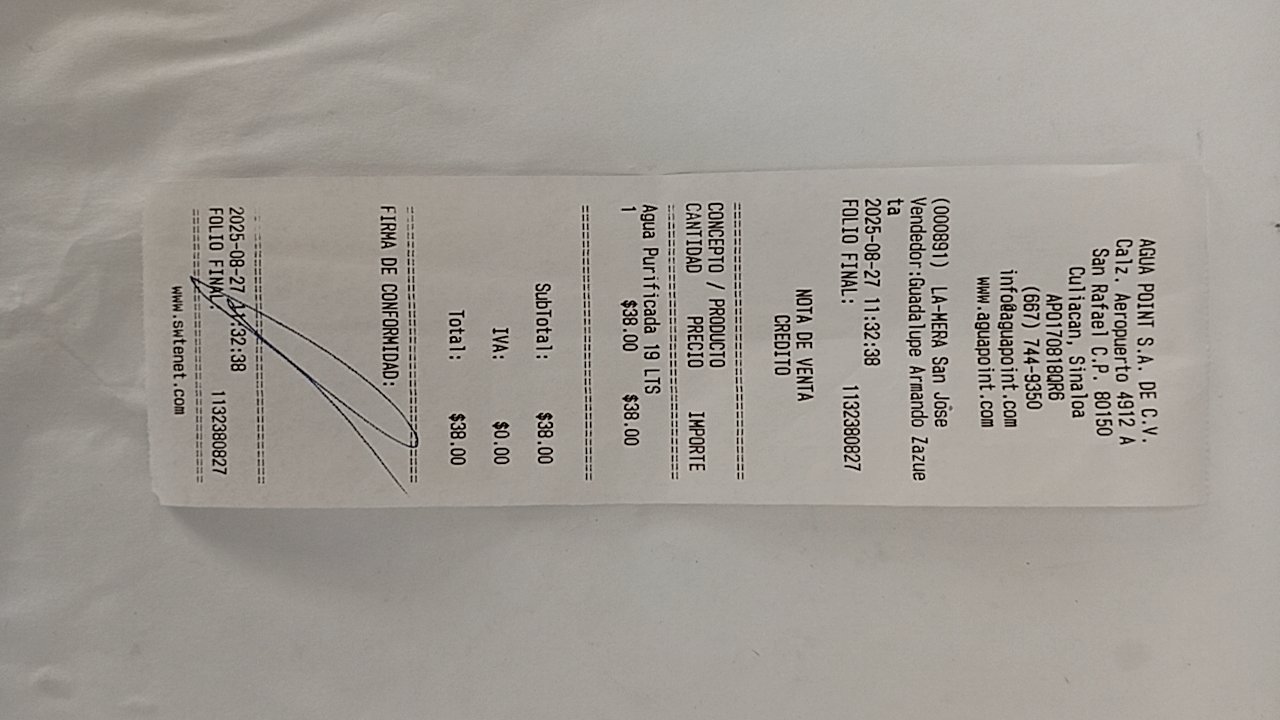 AGUA POINT S.A. DE C.V.
Calz. Aeropuerto 4912 A
San Rafael C.P. 80150
Culiacan, Sinaloa
APO170818QR6
(667) 744-9350
info@aguapoint.com
www.aguapoint.com
(000891) LA-MERA San Jose
Vendedor:Guadalupe Armando Zazue
ta
2025-08-27 11:32:38
FOLIO FINAL: 1132380827
NOTA DE VENTA
CREDITO
================================
CONCEPTO / PRODUCTO
CANTIDAD PRECIO IMPORTE
================================
Agua Purificada 19 LTS
1 $38.00 $38.00
================================
SubTotal: $38.00
IVA: $0.00
Total: $38.00
================================
FIRMA DE CONFORMIDAD:
================================
2025-08-27 11:32:38
FOLIO FINAL: 1132380827
================================
www.swtenet.com